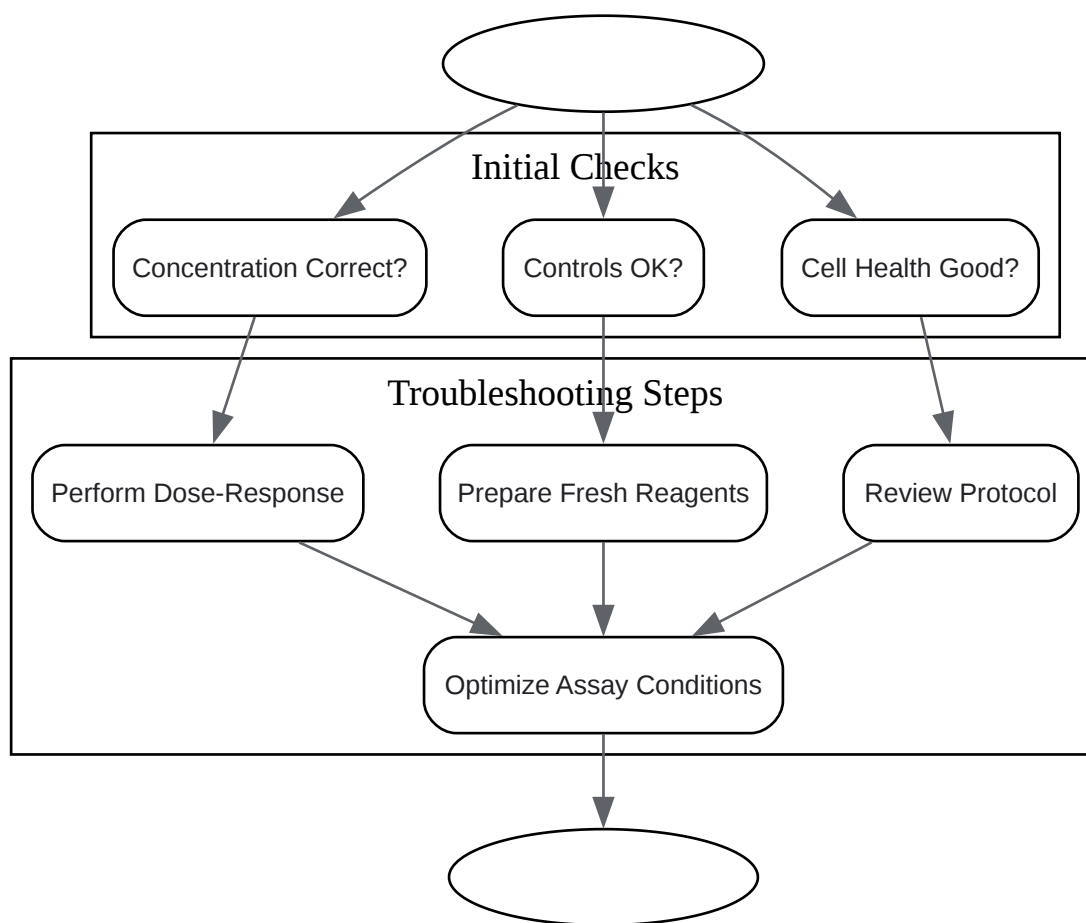 Initial Checks
Concentration Correct?
Controls OK?
Cell Health Good?
Troubleshooting Steps
Perform Dose-Response
Prepare Fresh Reagents
Review Protocol
Optimize Assay Conditions